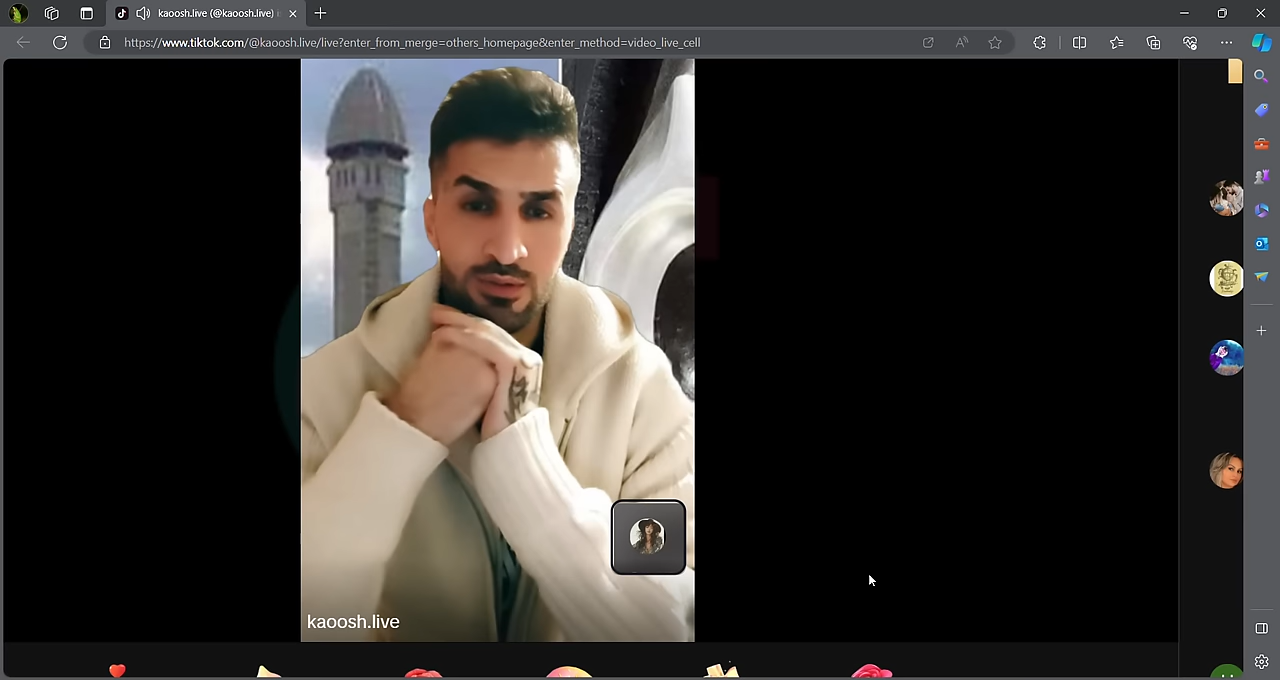 kaoosh.live (@kaoosh.live) i
https://www.tiktok.com/@kaoosh.live/live?enter_from_merge=others_homepage&enter_method=video_live_cell
kaoosh.live